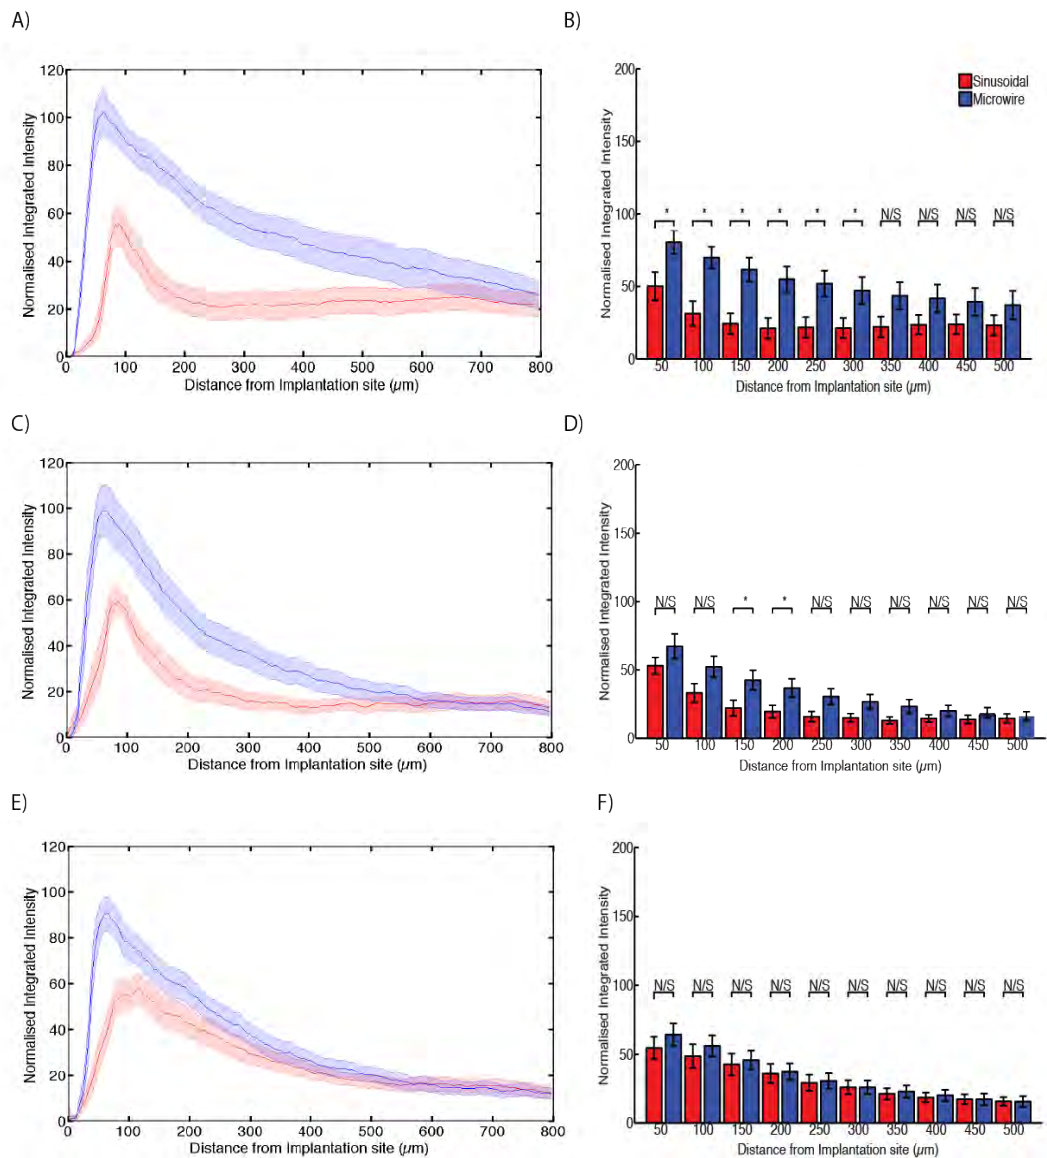 A)
B)
Normalised Integrated Intensity
120
100
80
60
40
20
0
0 100 200 300 400 500 600 700 800
Distance from Implantation site (µm)
Normalised Integrated Intensity
200
150
100
50
0
Sinusoidal
Microwire
* * * * * * N/S N/S N/S N/S
50 100 150 200 250 300 350 400 450 500
Distance from Implantation site (µm)
C)
D)
Normalised Integrated Intensity
120
100
80
60
40
20
0
0 100 200 300 400 500 600 700 800
Distance from Implantation site (µm)
Normalised Integrated Intensity
200
150
100
50
0
N/S N/S * * N/S N/S N/S N/S N/S N/S
50 100 150 200 250 300 350 400 450 500
Distance from Implantation site (µm)
E)
F)
Normalised Integrated Intensity
120
100
80
60
40
20
0
0 100 200 300 400 500 600 700 800
Distance from Implantation site (µm)
Normalised Integrated Intensity
200
150
100
50
0
N/S N/S N/S N/S N/S N/S N/S N/S N/S N/S
50 100 150 200 250 300 350 400 450 500
Distance from Implantation site (µm)